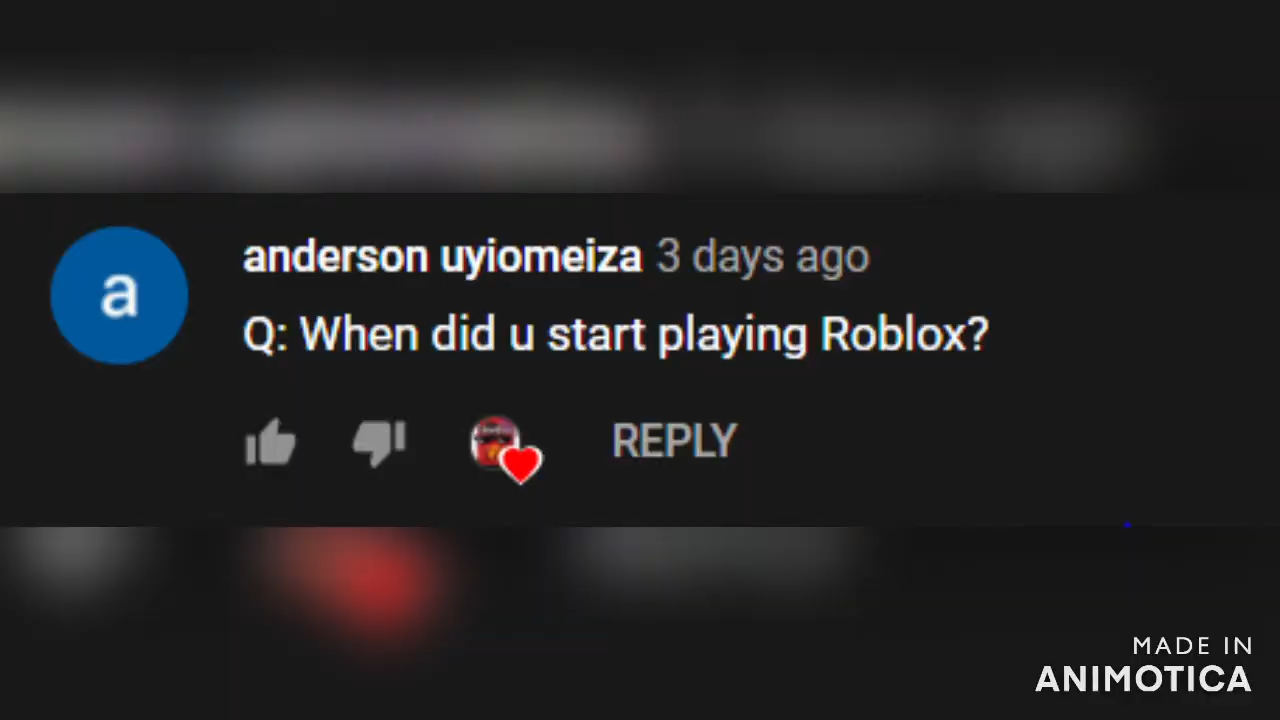 a
anderson uyiomeiza 3 days ago
Q: When did u start playing Roblox?
REPLY
MADE IN
ANIMOTICA